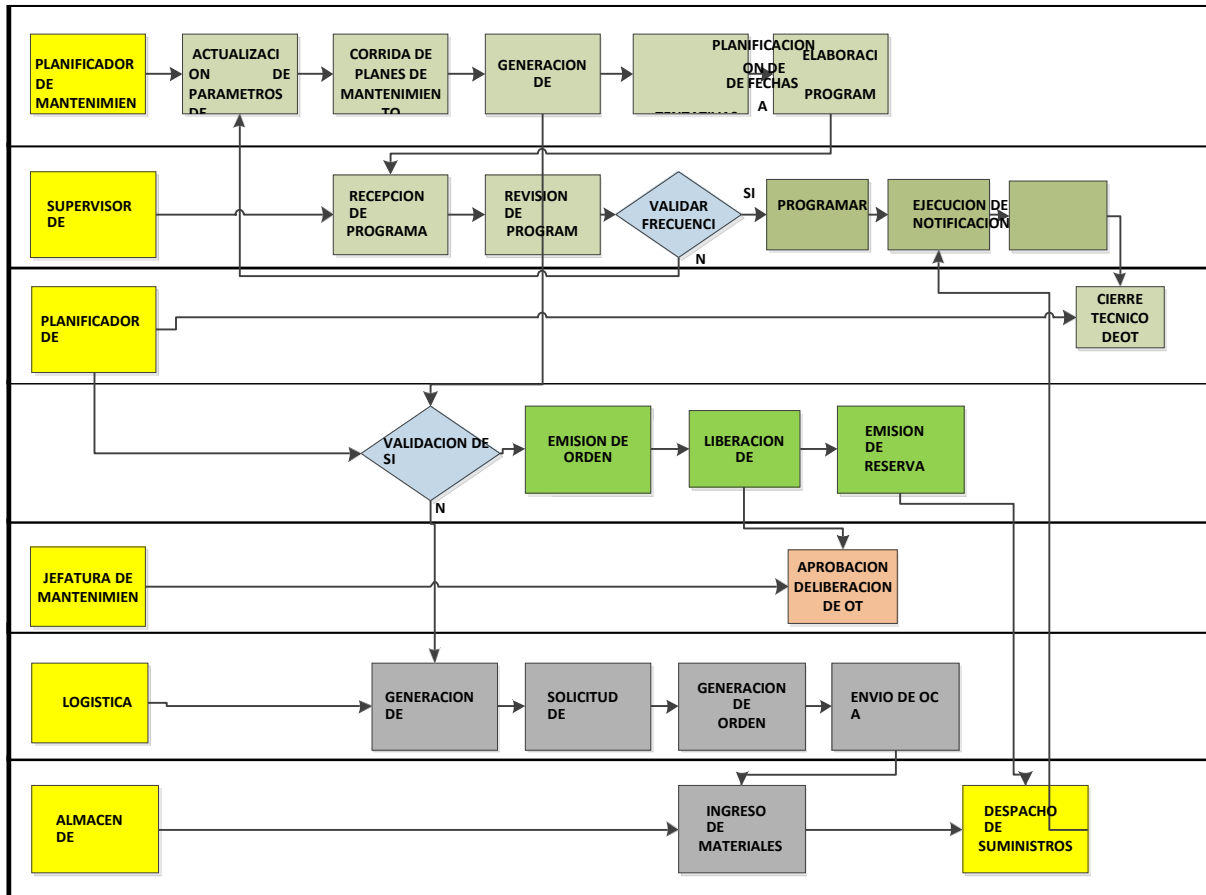 PLANIFICADOR
DE
MANTENIMIEN
ACTUALIZACI
ON DE
PARAMETROS
DE
CORRIDA DE
PLANES DE
MANTENIMIE
TO
GENERACION
DE
PLANIFICACION
ON DE
DE FECHAS
A
ELABORACI
PROGRAM
SUPERVISOR
DE
RECEPCION
DE
PROGRAMA
REVISION
DE
PROGRAM
VALIDAR
FRECUENCI
SI
N
PROGRAMAR
EJECUCION DE
NOTIFICACION
PLANIFICADOR
DE
CIERRE
TECNICO
DEOT
VALIDACION DE
SI
N
EMISION DE
ORDEN
LIBERACION
DE
EMISION
DE
RESERVA
JEFATURA DE
MANTENIMIEN
APROBACION
DELIBERACION
DE OT
LOGISTICA
GENERACION
DE
SOLICITUD
DE
GENERACION
DE
ORDEN
ENVIO DE OC
A
ALMACEN
DE
INGRESO
DE
MATERIALES
DESPACHO
DE
SUMINISTROS